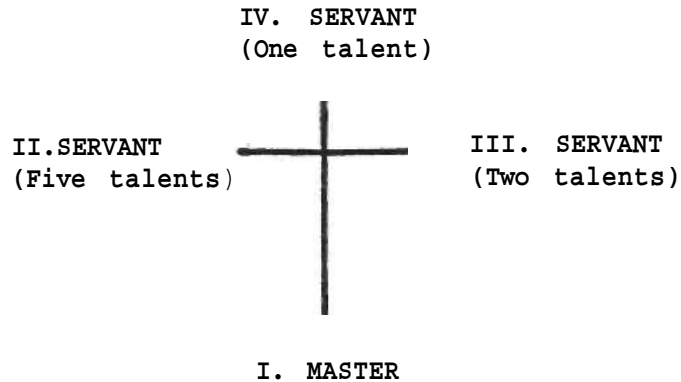 IV. SERVANT
(One talent)
II.SERVANT
(Five talents)
III. SERVANT
(Two talents)
I. MASTER